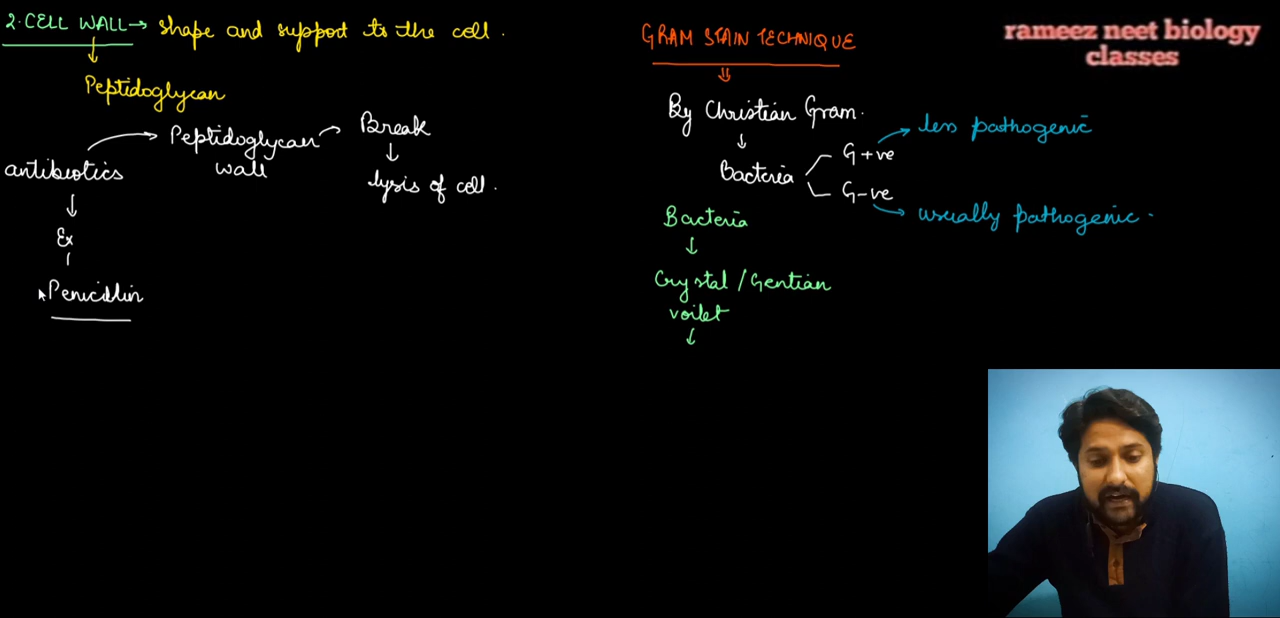 2. CELL WALL → shape and support to the cell.
↓
Peptidoglycan
antibiotics → Peptidoglycan wall → Break
↓
lysis of cell.
↓
Ex
Penicillin
GRAM STAIN TECHNIQUE
⇓
By Christian Gram.
↓
Bacteria
G+ve → less pathogenic
G-ve → usually pathogenic.
Bacteria
↓
Crystal / Gentian
voilet
↓
rameez neet biology
classes